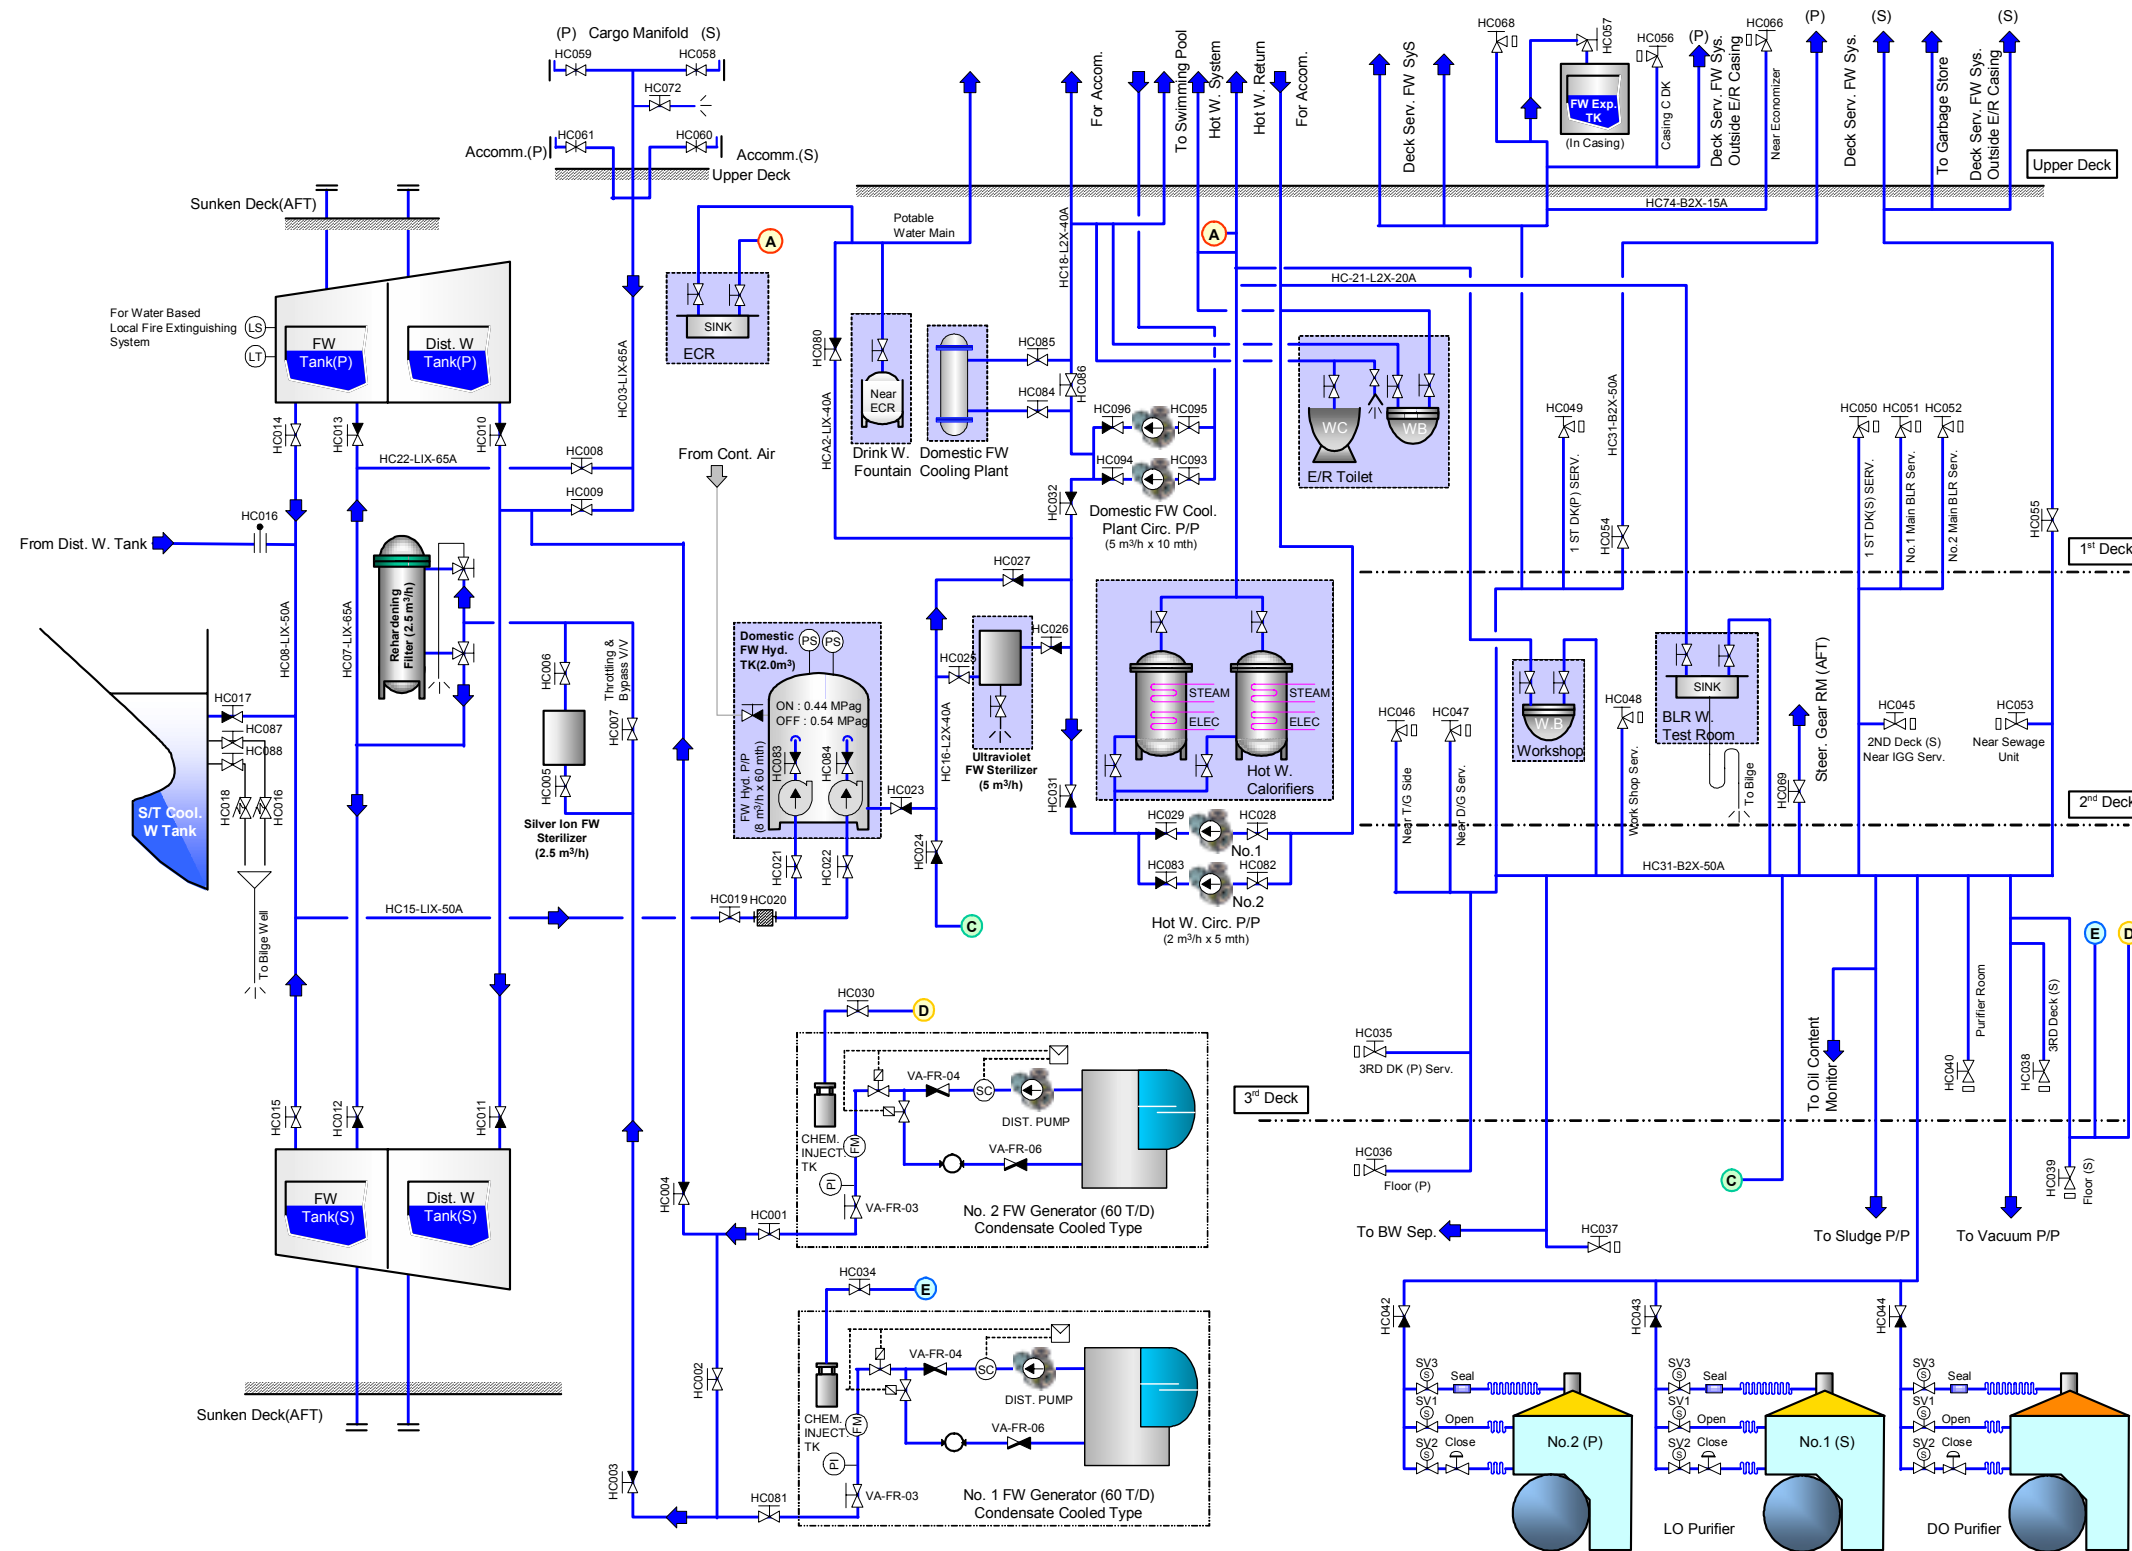 (P) Cargo Manifold (S)
HC059
HC058
HC072
HC061
HC060
Accomm.(P)
Accomm.(S)
Upper Deck
Sunken Deck(AFT)
For Water Based
Local Fire Extinguishing
System
LS
LT
FW
Tank(P)
Dist. W
Tank(P)
HC014
HC013
HC010
HC22-LIX-65A
HC008
HC009
HC03-LIX-65A
HC016
From Dist. W. Tank
HC08-LIX-50A
HC07-LIX-65A
Rehardening
Filter (2.5 m³/h)
HC006
HC005
Throttling &
Bypass V/V
HC007
Silver Ion FW
Sterilizer
(2.5 m³/h)
HC017
HC087
HC088
HC018
HC016
S/T Cool.
W Tank
To Bilge Well
HC15-LIX-50A
HC015
HC012
HC011
FW
Tank(S)
Dist. W
Tank(S)
Sunken Deck(AFT)
A
SINK
ECR
Potable
Water Main
HC080
HCA2-LIX-40A
Near
ECR
Drink W.
Fountain
Domestic FW
Cooling Plant
HC085
HC084
HC086
HC18-L2X-40A
From Cont. Air
HC096
HC095
HC094
HC093
HC032
Domestic FW Cool.
Plant Circ. P/P
(5 m³/h x 10 mth)
HC027
HC026
HC025
HC16-L2X-40A
Ultraviolet
FW Sterilizer
(5 m³/h)
Domestic
FW Hyd.
TK(2.0m³)
PS
PS
ON : 0.44 MPag
OFF : 0.54 MPag
HC083
HC084
FW Hyd. P/P
(8 m³/h x 60 mth)
HC023
HC024
HC021
HC022
HC019
HC020
C
HC031
STEAM
STEAM
ELEC
ELEC
Hot W.
Calorifiers
HC029
HC028
No.1
HC083
HC082
No.2
Hot W. Circ. P/P
(2 m³/h x 5 mth)
For Accom.
To Swimming Pool
Hot W. System
Hot W. Return
For Accom.
A
Deck Serv. FW SyS
HC068
HC057
FW Exp.
TK
(In Casing)
HC056
Casing C DK
(P)
Deck Serv. FW Sys.
Outside E/R Casing
HC066
Near Economizer
(P)
Deck Serv. FW Sys.
(S)
To Garbage Store
Deck Serv. FW Sys.
Outside E/R Casing
(S)
Upper Deck
HC74-B2X-15A
HC-21-L2X-20A
WC
WB
E/R Toilet
HC049
1 ST DK(P) SERV.
HC31-B2X-50A
HC054
HC050
HC051
HC052
1 ST DK(S) SERV.
No.1 Main BLR Serv.
No.2 Main BLR Serv.
HC055
1st Deck
HC046
HC047
Near T/G Side
Near D/G Serv.
W.B
Workshop
HC048
Work Shop Serv.
SINK
BLR W.
Test Room
To Bilge
HC069
Steer. Gear RM (AFT)
HC045
2ND Deck (S)
Near IGG Serv.
HC053
Near Sewage
Unit
2nd Deck
HC31-B2X-50A
HC035
3RD DK (P) Serv.
3rd Deck
HC036
Floor (P)
To BW Sep.
HC037
C
To Oil Content
Monitor
To Sludge P/P
Purifier Room
HC040
3RD Deck (S)
HC038
HC039
Floor (S)
To Vacuum P/P
E
D
HC030
D
CHEM.
INJECT.
TK
VA-FR-04
SC
DIST. PUMP
FM
PI
VA-FR-06
VA-FR-03
No. 2 FW Generator (60 T/D)
Condensate Cooled Type
HC004
HC001
HC034
E
CHEM.
INJECT.
TK
VA-FR-04
SC
DIST. PUMP
FM
PI
VA-FR-06
VA-FR-03
No. 1 FW Generator (60 T/D)
Condensate Cooled Type
HC002
HC003
HC081
HC042
HC043
HC044
SV3
S
Seal
SV1
S
Open
SV2
S
Close
No.2 (P)
SV3
S
Seal
SV1
S
Open
SV2
S
Close
No.1 (S)
SV3
S
Seal
SV1
S
Open
SV2
S
Close
LO Purifier
DO Purifier